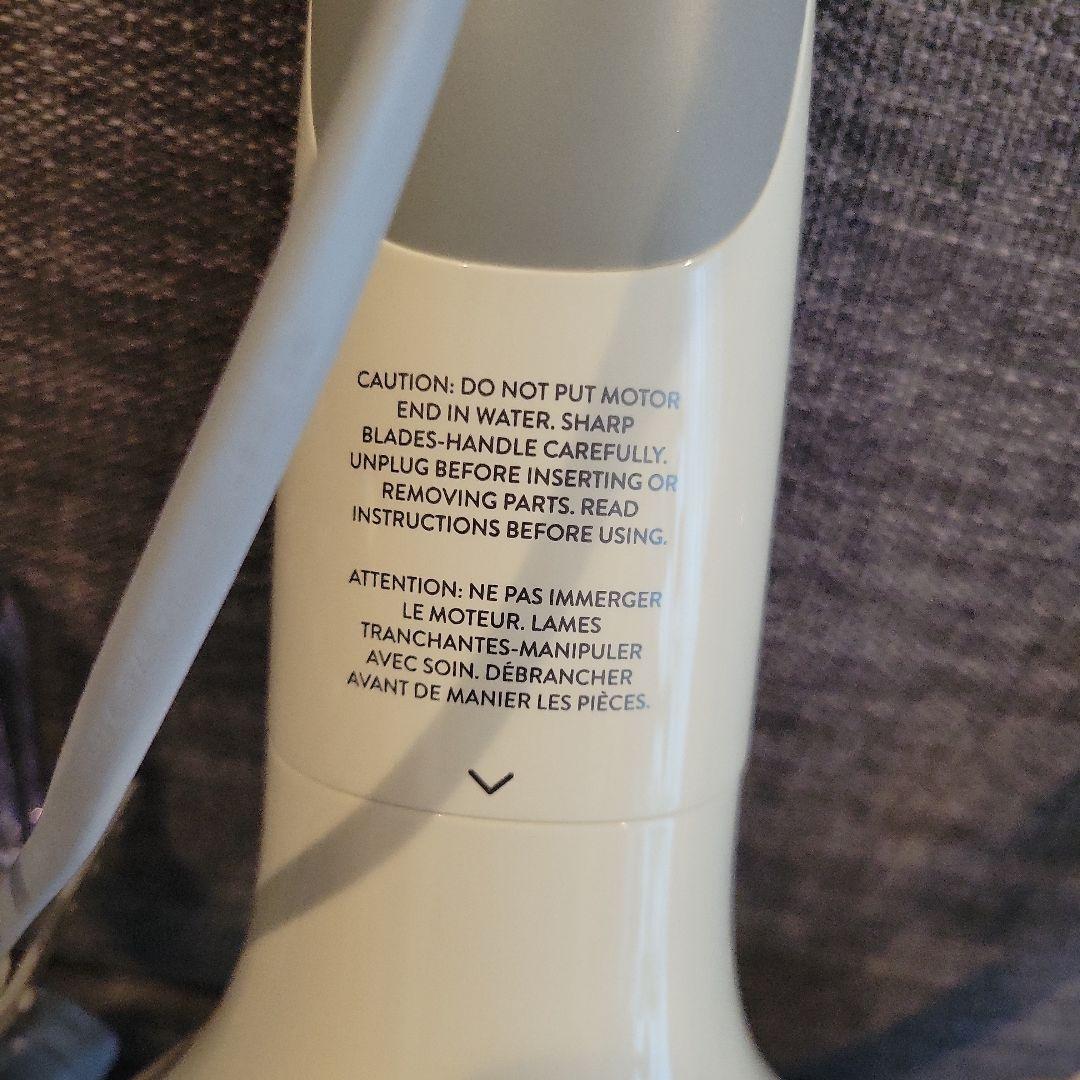 CAUTION: DO NOT PUT MOTOR
END IN WATER. SHARP
BLADES-HANDLE CAREFULLY.
UNPLUG BEFORE INSERTING OR
REMOVING PARTS. READ
INSTRUCTIONS BEFORE USING.
ATTENTION: NE PAS IMMERGER
LE MOTEUR. LAMES
TRANCHANTES-MANIPULER
AVEC SOIN. DÉBRANCHER
AVANT DE MANIER LES PIÈCES.